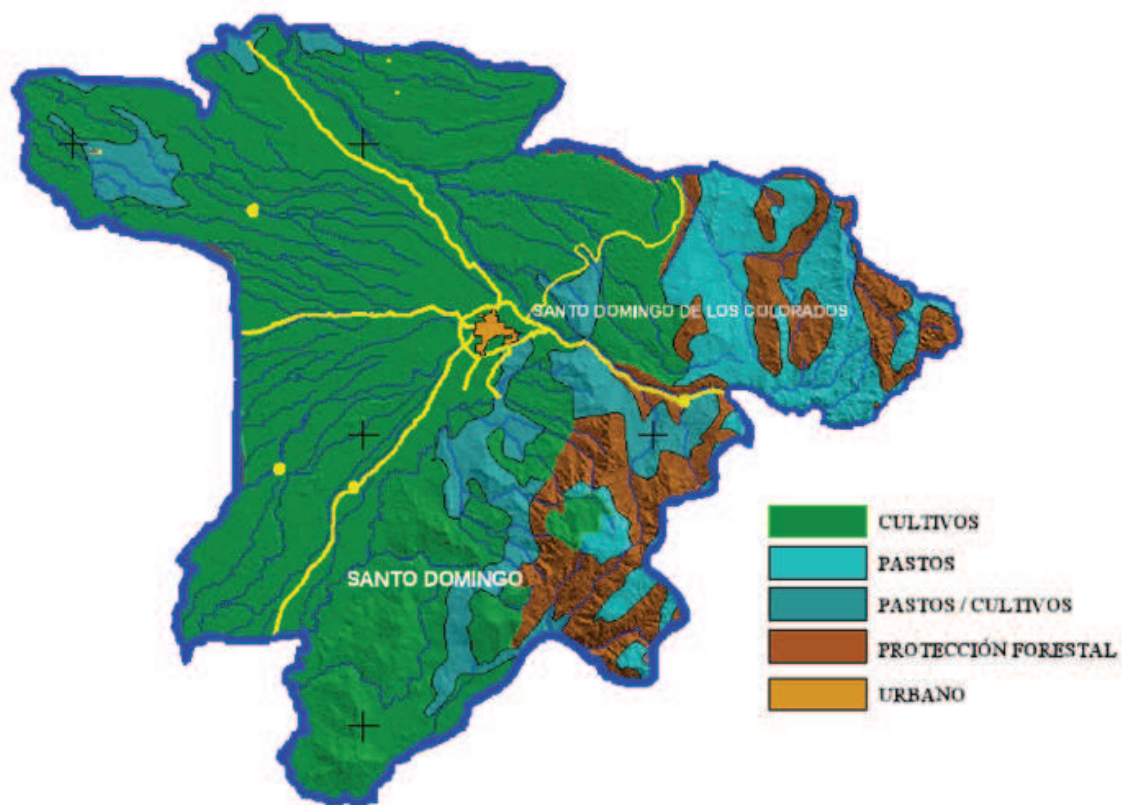 SANTO DOMINGO DE LOS COLORADOS
SANTO DOMINGO
CULTIVOS
PASTOS
PASTOS / CULTIVOS
PROTECCIÓN FORESTAL
URBANO